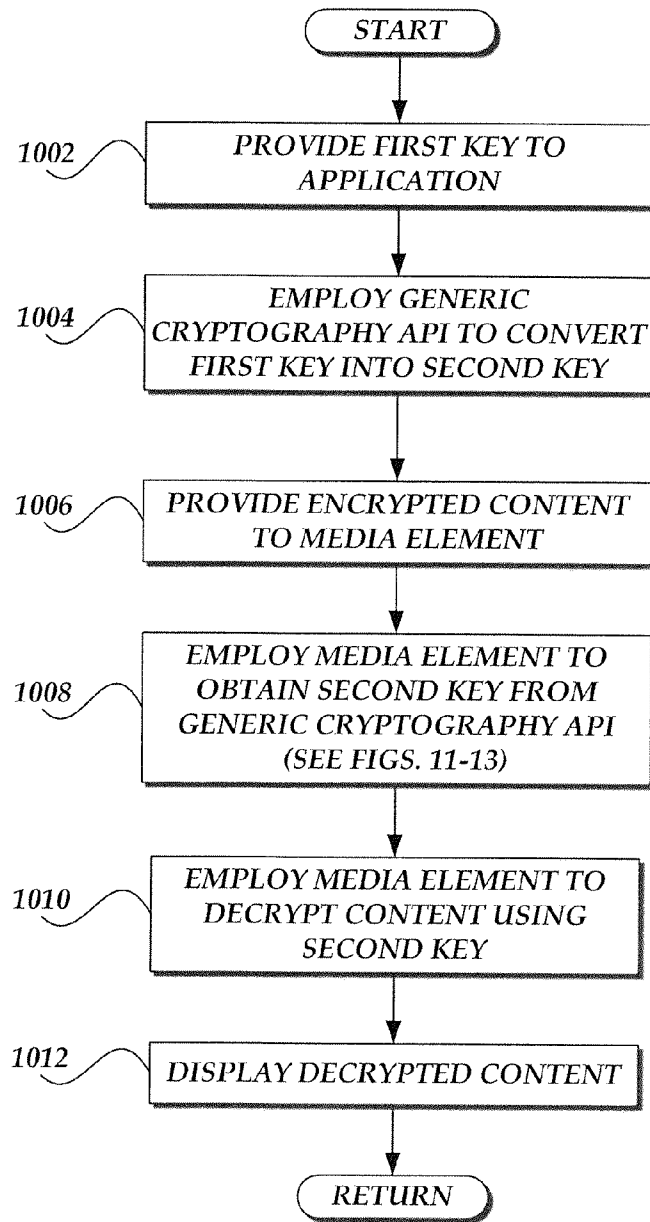 START
1002
PROVIDE FIRST KEY TO
APPLICATION
1004
EMPLOY GENERIC
CRYPTOGRAPHY API TO CONVERT
FIRST KEY INTO SECOND KEY
1006
PROVIDE ENCRYPTED CONTENT
TO MEDIA ELEMENT
1008
EMPLOY MEDIA ELEMENT TO
OBTAIN SECOND KEY FROM
GENERIC CRYPTOGRAPHY API
(SEE FIGS. 11-13)
1010
EMPLOY MEDIA ELEMENT TO
DECRYPT CONTENT USING
SECOND KEY
1012
DISPLAY DECRYPTED CONTENT
RETURN